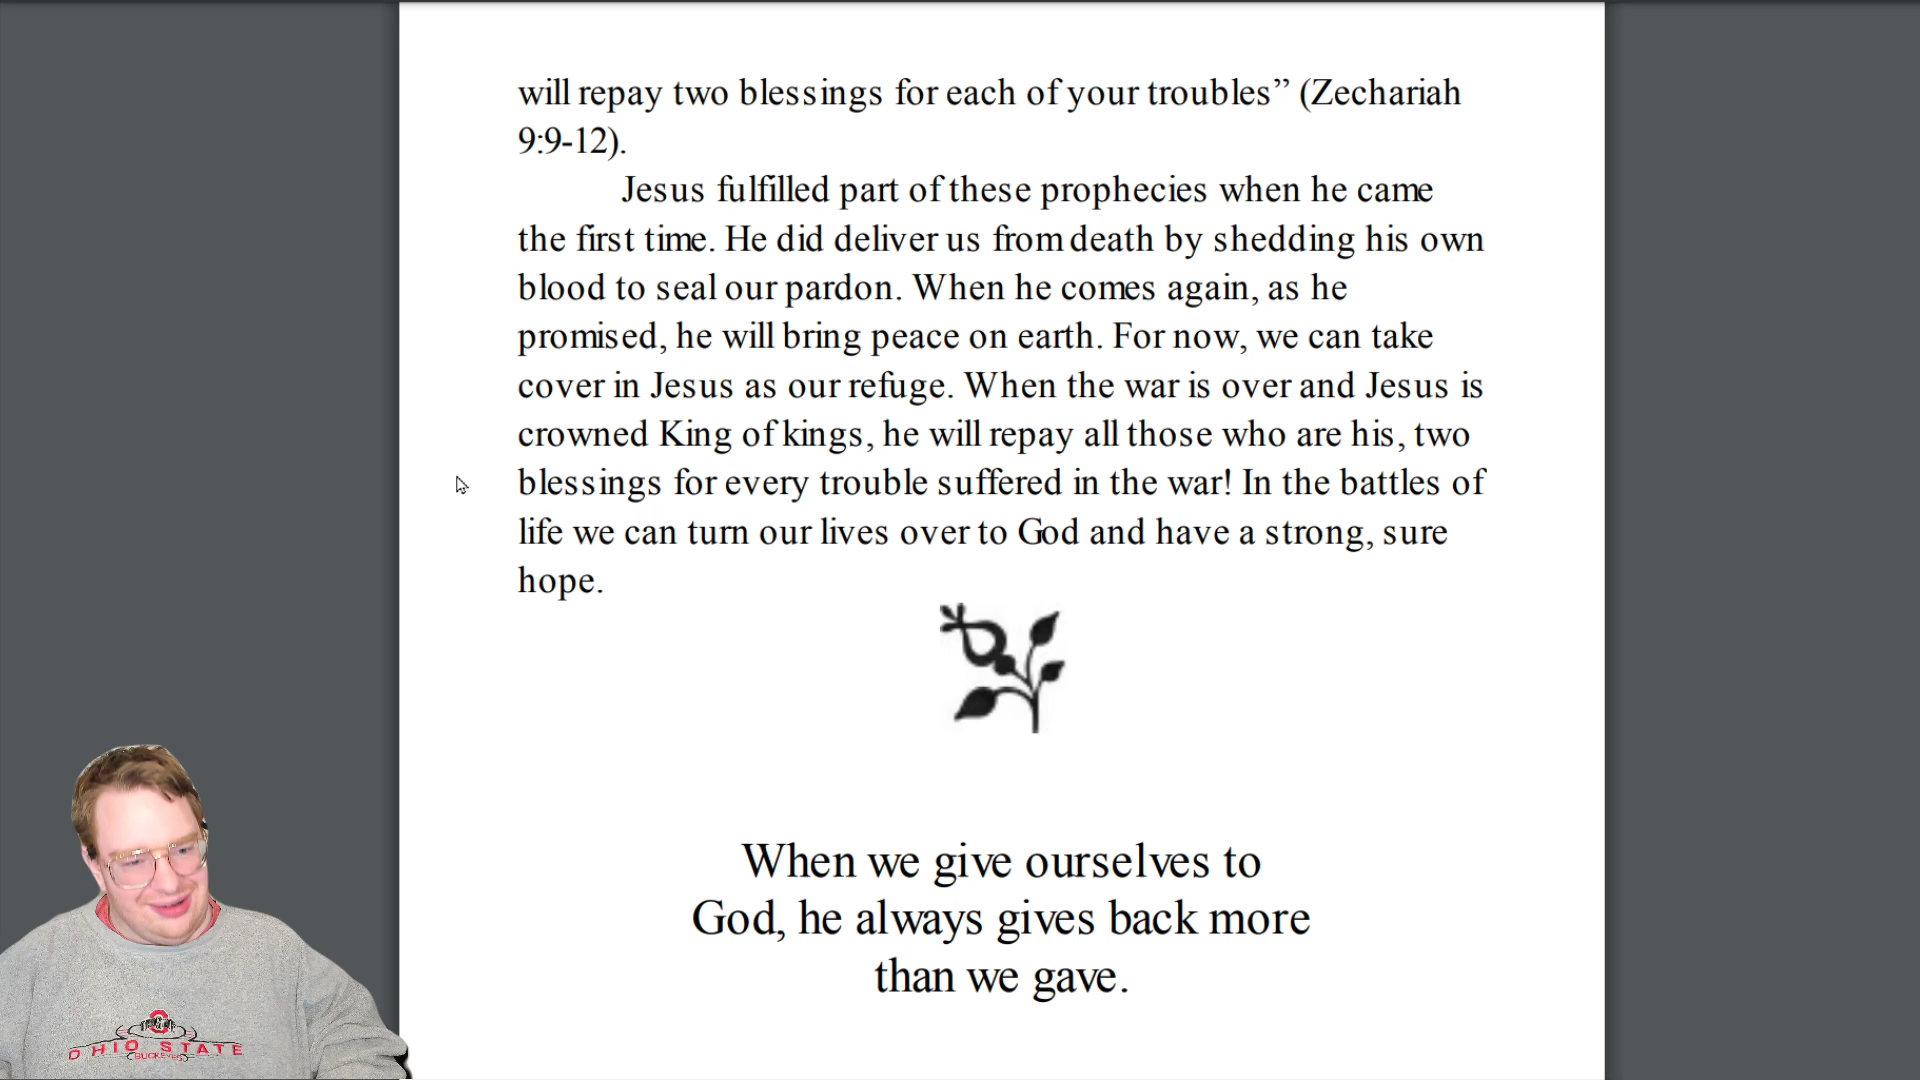 will repay two blessings for each of your troubles” (Zechariah
9:9-12).
Jesus fulfilled part of these prophecies when he came
the first time. He did deliver us from death by shedding his own
blood to seal our pardon. When he comes again, as he
promised, he will bring peace on earth. For now, we can take
cover in Jesus as our refuge. When the war is over and Jesus is
crowned King of kings, he will repay all those who are his, two
blessings for every trouble suffered in the war! In the battles of
life we can turn our lives over to God and have a strong, sure
hope.
When we give ourselves to
God, he always gives back more
than we gave.
OHIO STATE
BUCKEYES